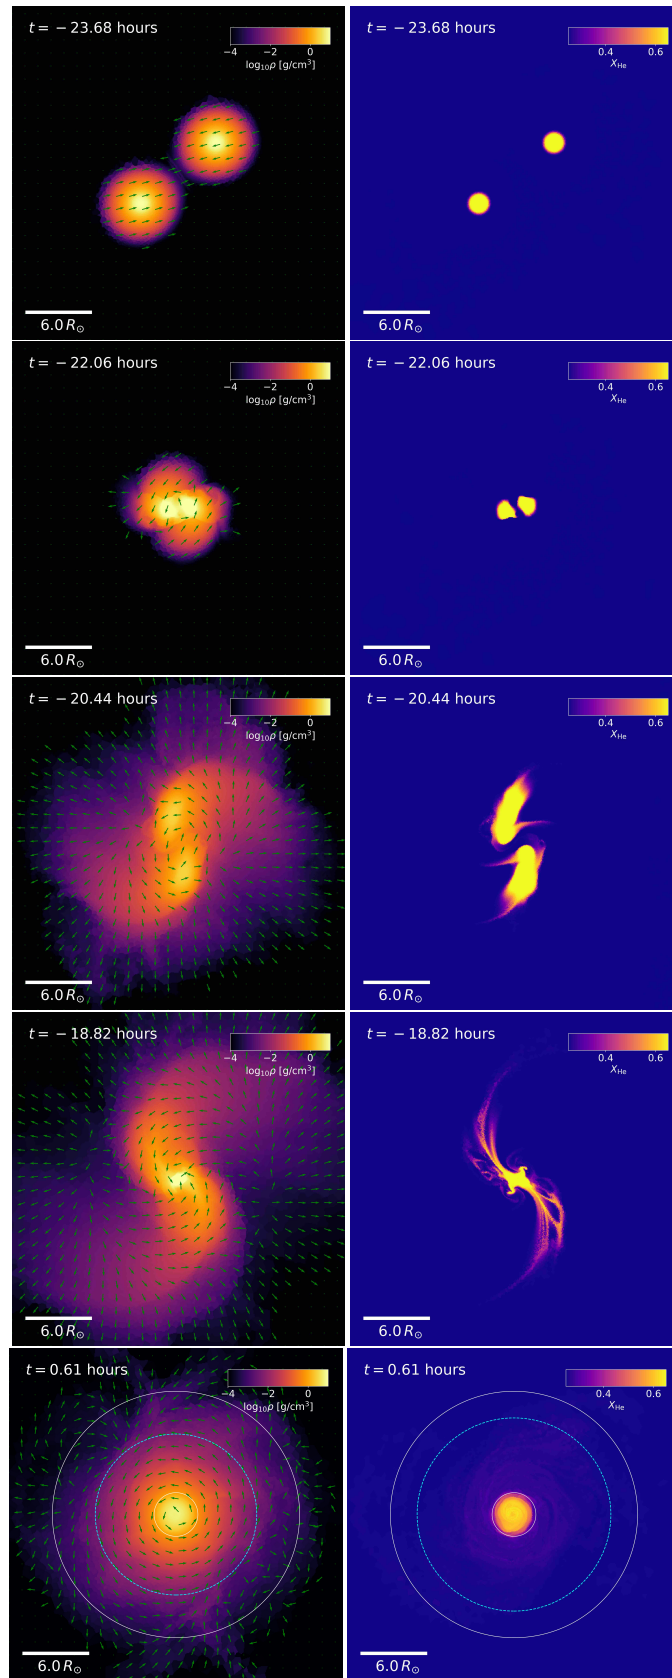 t = −23.68 hours
−4 −2 0
log₁₀ρ [g/cm³]
6.0 R☉
t = −23.68 hours
0.4 0.6
X_He
6.0 R☉
t = −22.06 hours
−4 −2 0
log₁₀ρ [g/cm³]
6.0 R☉
t = −22.06 hours
0.4 0.6
X_He
6.0 R☉
t = −20.44 hours
−4 −2 0
log₁₀ρ [g/cm³]
6.0 R☉
t = −20.44 hours
0.4 0.6
X_He
6.0 R☉
t = −18.82 hours
−4 −2 0
log₁₀ρ [g/cm³]
6.0 R☉
t = −18.82 hours
0.4 0.6
X_He
6.0 R☉
t = 0.61 hours
−4 −2 0
log₁₀ρ [g/cm³]
6.0 R☉
t = 0.61 hours
0.4 0.6
X_He
6.0 R☉